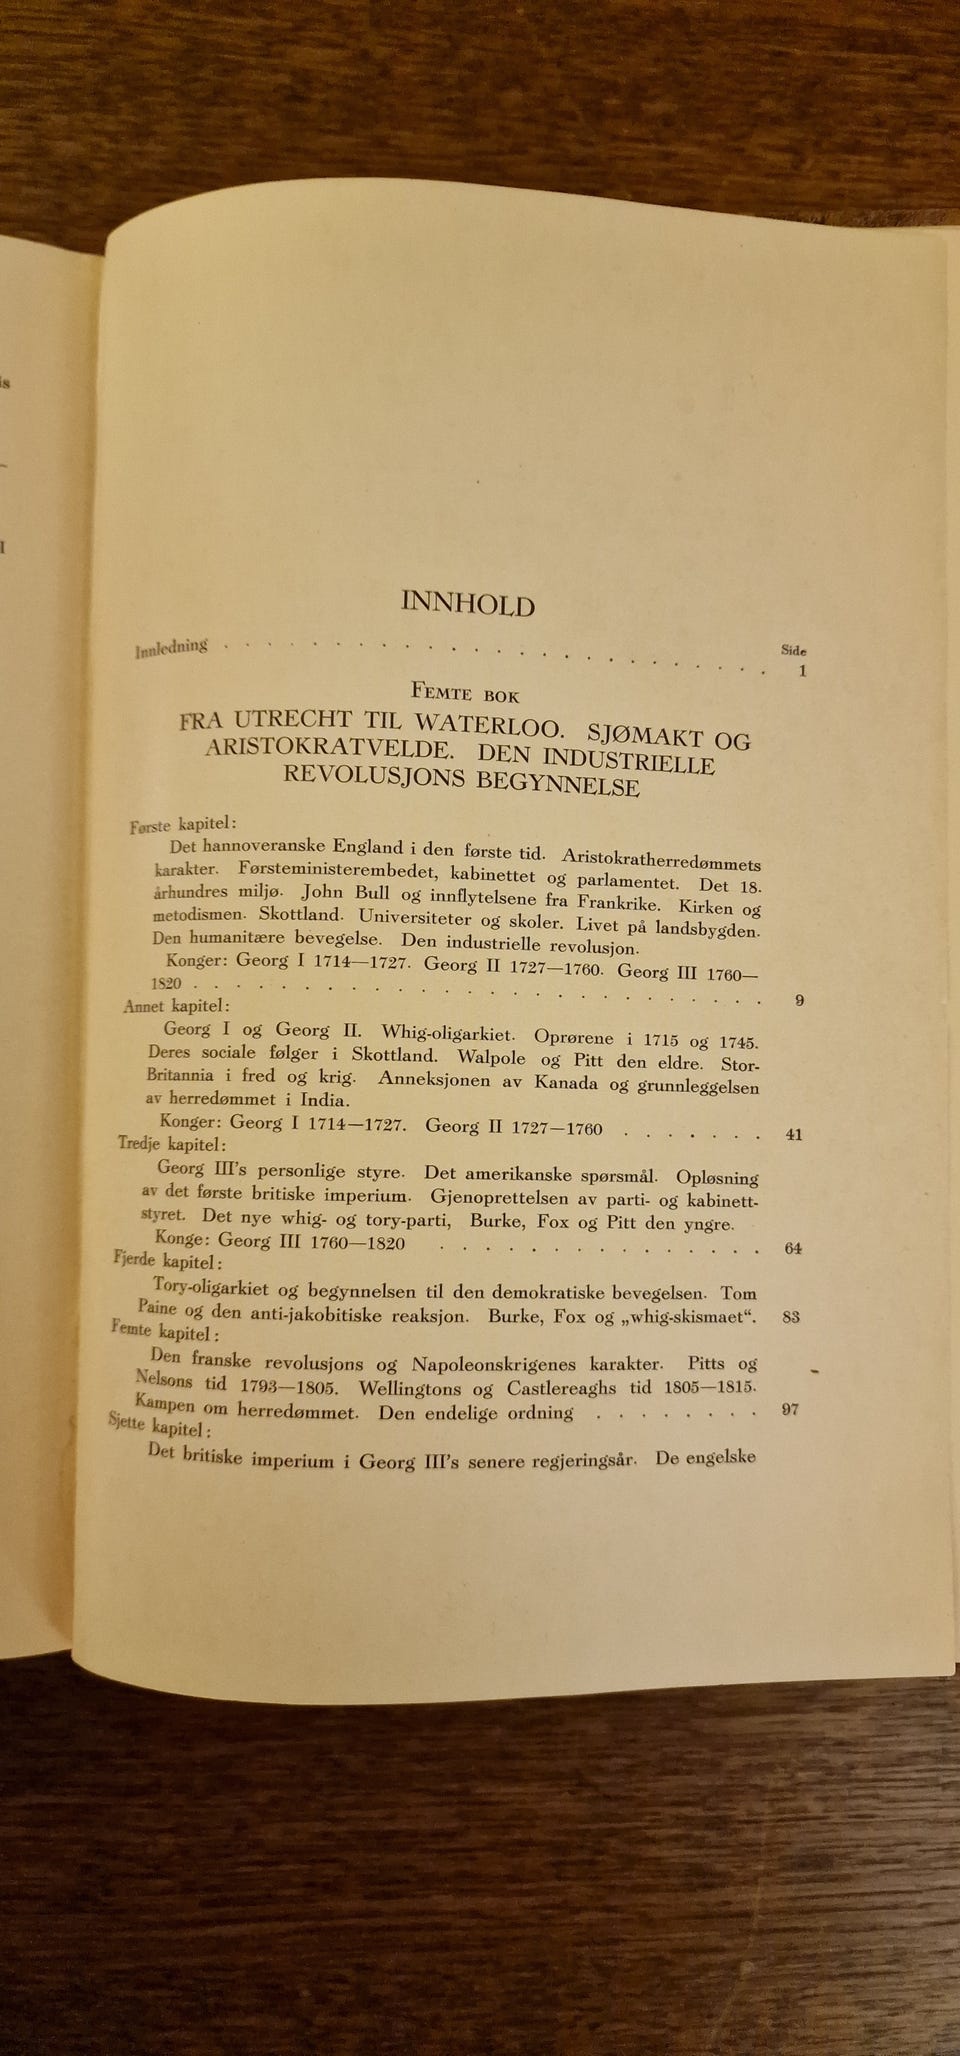 INNHOLD
Side
Innledning . . . . . . . . . . . . . . . . . . . . . . . . . 1
FEMTE BOK
FRA UTRECHT TIL WATERLOO. SJØMAKT OG
ARISTOKRATVELDE. DEN INDUSTRIELLE
REVOLUSJONS BEGYNNELSE
Første kapitel:
Det hannoveranske England i den første tid. Aristokratherredømmets
karakter. Førsteministerembedet, kabinettet og parlamentet. Det 18.
århundres miljø. John Bull og innflytelsene fra Frankrike. Kirken og
metodismen. Skottland. Universiteter og skoler. Livet på landsbygden.
Den humanitære bevegelse. Den industrielle revolusjon.
Konger: Georg I 1714—1727. Georg II 1727—1760. Georg III 1760—
1820 . . . . . . . . . . . . . . . . . . . . 9
Annet kapitel:
Georg I og Georg II. Whig-oligarkiet. Oprørene i 1715 og 1745.
Deres sociale følger i Skottland. Walpole og Pitt den eldre. Stor-
Britannia i fred og krig. Anneksjonen av Kanada og grunnleggelsen
av herredømmet i India.
Konger: Georg I 1714—1727. Georg II 1727—1760 . . . . . . . 41
Tredje kapitel:
Georg III's personlige styre. Det amerikanske spørsmål. Opløsning
av det første britiske imperium. Gjenoprettelsen av parti- og kabinett-
styret. Det nye whig- og tory-parti, Burke, Fox og Pitt den yngre.
Konge: Georg III 1760—1820 . . . . . . . . . . . . . . . 64
Fjerde kapitel:
Tory-oligarkiet og begynnelsen til den demokratiske bevegelsen. Tom
Paine og den anti-jakobitiske reaksjon. Burke, Fox og „whig-skismaet“. 83
Femte kapitel:
Den franske revolusjons og Napoleonskrigenes karakter. Pitts og
Nelsons tid 1793—1805. Wellingtons og Castlereaghs tid 1805—1815.
Kampen om herredømmet. Den endelige ordning . . . . . . . . 97
Sjette kapitel:
Det britiske imperium i Georg III's senere regjeringsår. De engelske